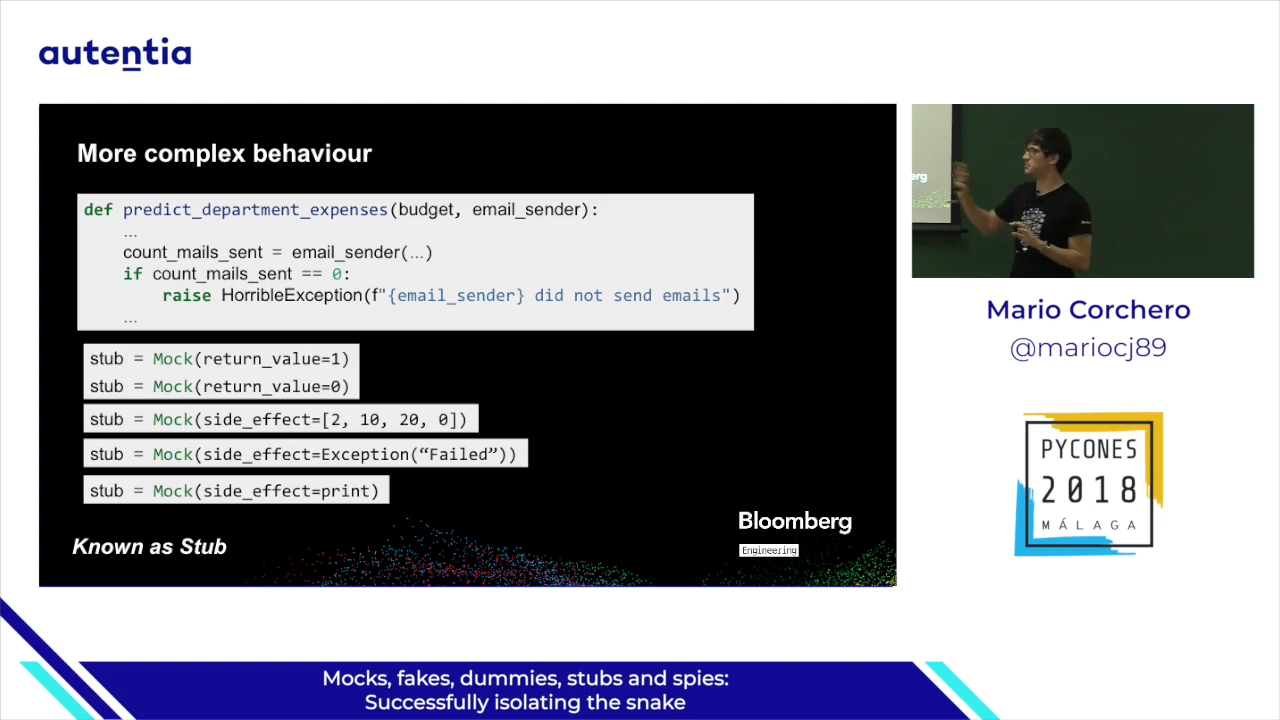 autentia
More complex behaviour
def predict_department_expenses(budget, email_sender):
...
count_mails_sent = email_sender(...)
if count_mails_sent == 0:
raise HorribleException(f"{email_sender} did not send emails")
...
stub = Mock(return_value=1)
stub = Mock(return_value=0)
stub = Mock(side_effect=[2, 10, 20, 0])
stub = Mock(side_effect=Exception(“Failed”))
stub = Mock(side_effect=print)
Known as Stub
Bloomberg
Engineering
erg
Mario Corchero
@mariocj89
PYCONES
2018
MÁLAGA
Mocks, fakes, dummies, stubs and spies:
Successfully isolating the snake